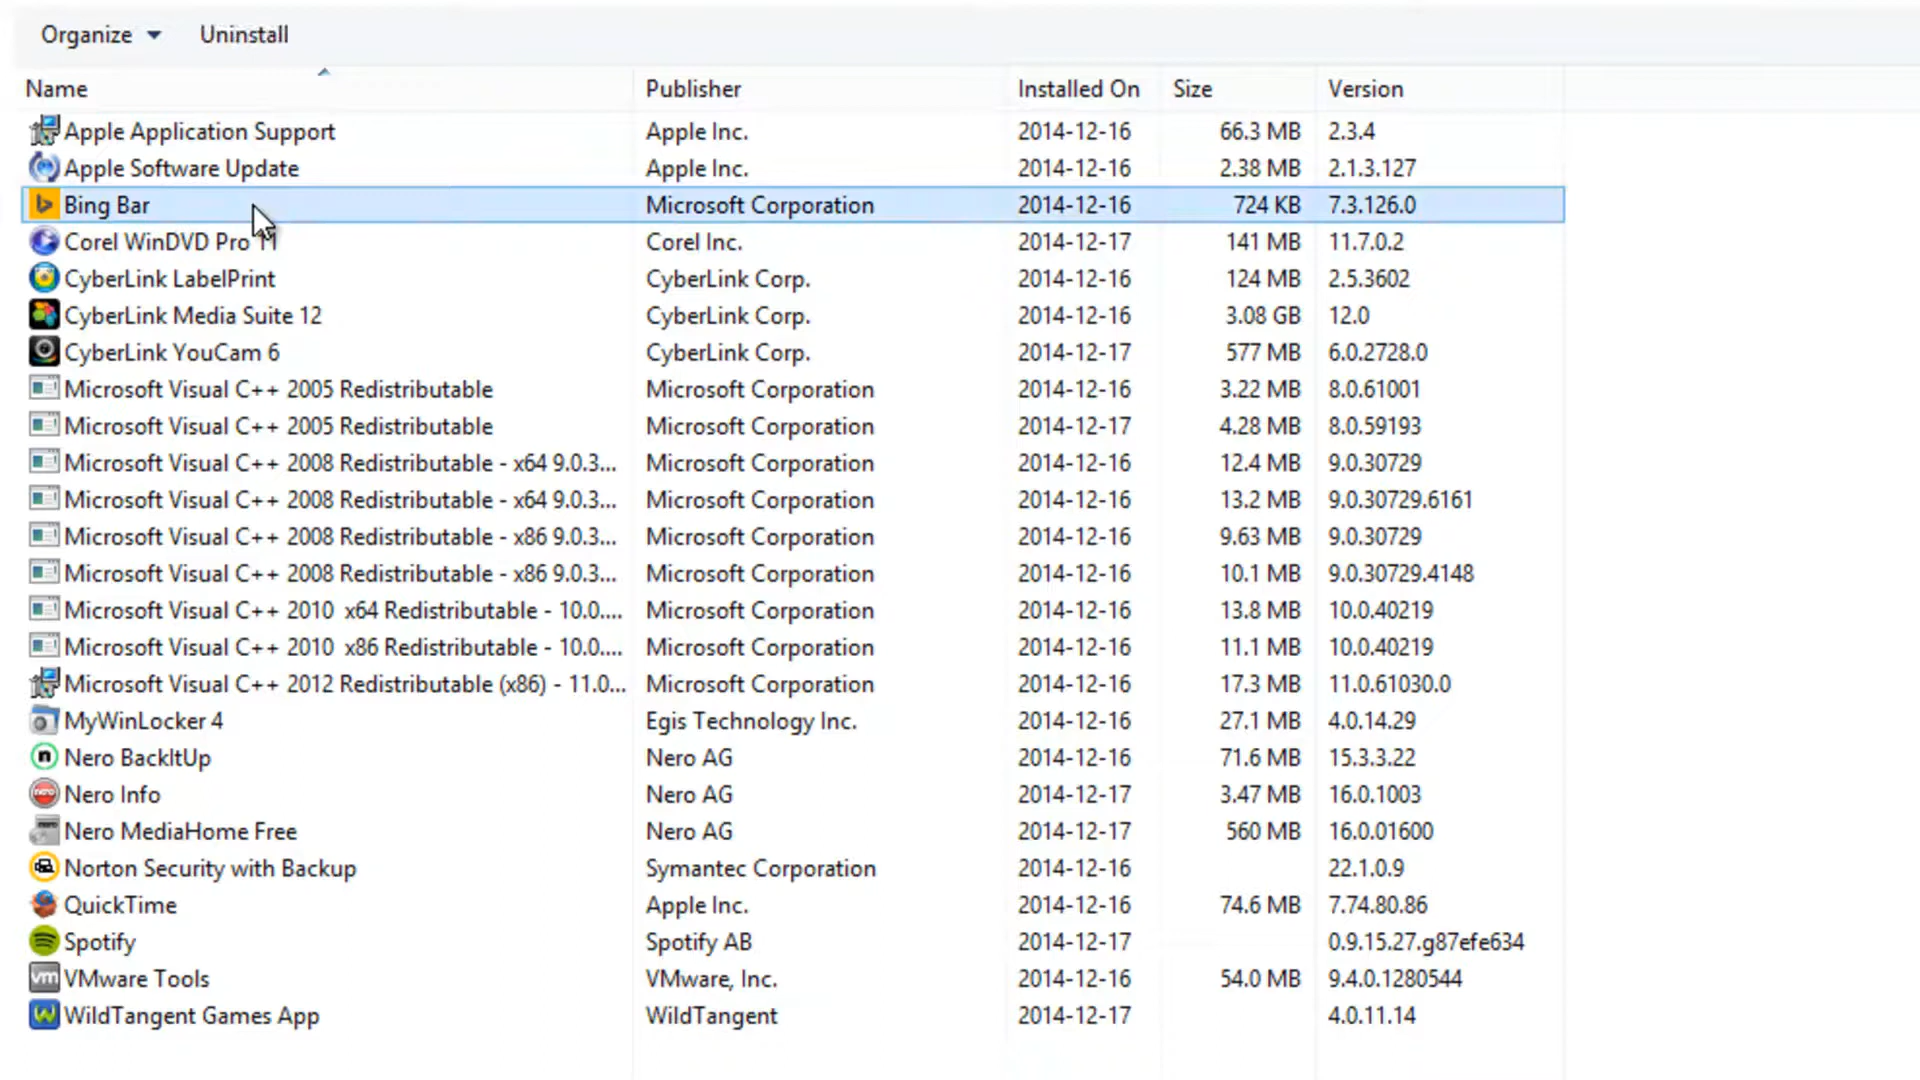 Organize Uninstall
Name Publisher Installed On Size Version
Apple Application Support Apple Inc. 2014-12-16 66.3 MB 2.3.4
Apple Software Update Apple Inc. 2014-12-16 2.38 MB 2.1.3.127
Bing Bar Microsoft Corporation 2014-12-16 724 KB 7.3.126.0
Corel WinDVD Pro 11 Corel Inc. 2014-12-17 141 MB 11.7.0.2
CyberLink LabelPrint CyberLink Corp. 2014-12-16 124 MB 2.5.3602
CyberLink Media Suite 12 CyberLink Corp. 2014-12-16 3.08 GB 12.0
CyberLink YouCam 6 CyberLink Corp. 2014-12-17 577 MB 6.0.2728.0
Microsoft Visual C++ 2005 Redistributable Microsoft Corporation 2014-12-16 3.22 MB 8.0.61001
Microsoft Visual C++ 2005 Redistributable Microsoft Corporation 2014-12-17 4.28 MB 8.0.59193
Microsoft Visual C++ 2008 Redistributable - x64 9.0.3... Microsoft Corporation 2014-12-16 12.4 MB 9.0.30729
Microsoft Visual C++ 2008 Redistributable - x64 9.0.3... Microsoft Corporation 2014-12-16 13.2 MB 9.0.30729.6161
Microsoft Visual C++ 2008 Redistributable - x86 9.0.3... Microsoft Corporation 2014-12-16 9.63 MB 9.0.30729
Microsoft Visual C++ 2008 Redistributable - x86 9.0.3... Microsoft Corporation 2014-12-16 10.1 MB 9.0.30729.4148
Microsoft Visual C++ 2010 x64 Redistributable - 10.0.... Microsoft Corporation 2014-12-16 13.8 MB 10.0.40219
Microsoft Visual C++ 2010 x86 Redistributable - 10.0.... Microsoft Corporation 2014-12-16 11.1 MB 10.0.40219
Microsoft Visual C++ 2012 Redistributable (x86) - 11.0... Microsoft Corporation 2014-12-16 17.3 MB 11.0.61030.0
MyWinLocker 4 Egis Technology Inc. 2014-12-16 27.1 MB 4.0.14.29
Nero BackItUp Nero AG 2014-12-16 71.6 MB 15.3.3.22
Nero Info Nero AG 2014-12-17 3.47 MB 16.0.1003
Nero MediaHome Free Nero AG 2014-12-17 560 MB 16.0.01600
Norton Security with Backup Symantec Corporation 2014-12-16 22.1.0.9
QuickTime Apple Inc. 2014-12-16 74.6 MB 7.74.80.86
Spotify Spotify AB 2014-12-17 0.9.15.27.g87efe634
vm VMware Tools VMware, Inc. 2014-12-16 54.0 MB 9.4.0.1280544
WildTangent Games App WildTangent 2014-12-17 4.0.11.14